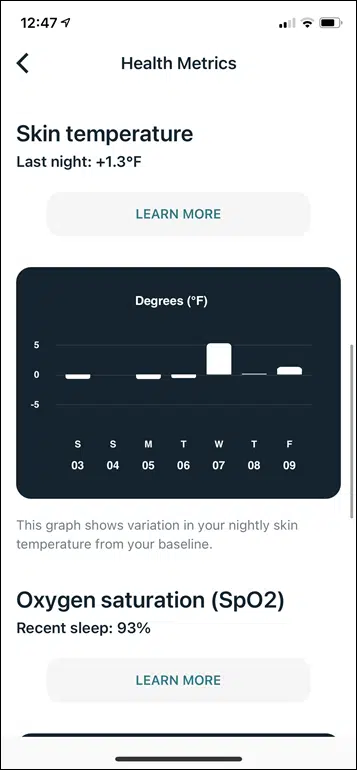 12:47
Health Metrics
Skin temperature
Last night: +1.3°F
LEARN MORE
Degrees (°F)
5
0
-5
S S M T W T F
03 04 05 06 07 08 09
This graph shows variation in your nightly skin
temperature from your baseline.
Oxygen saturation (SpO2)
Recent sleep: 93%
LEARN MORE